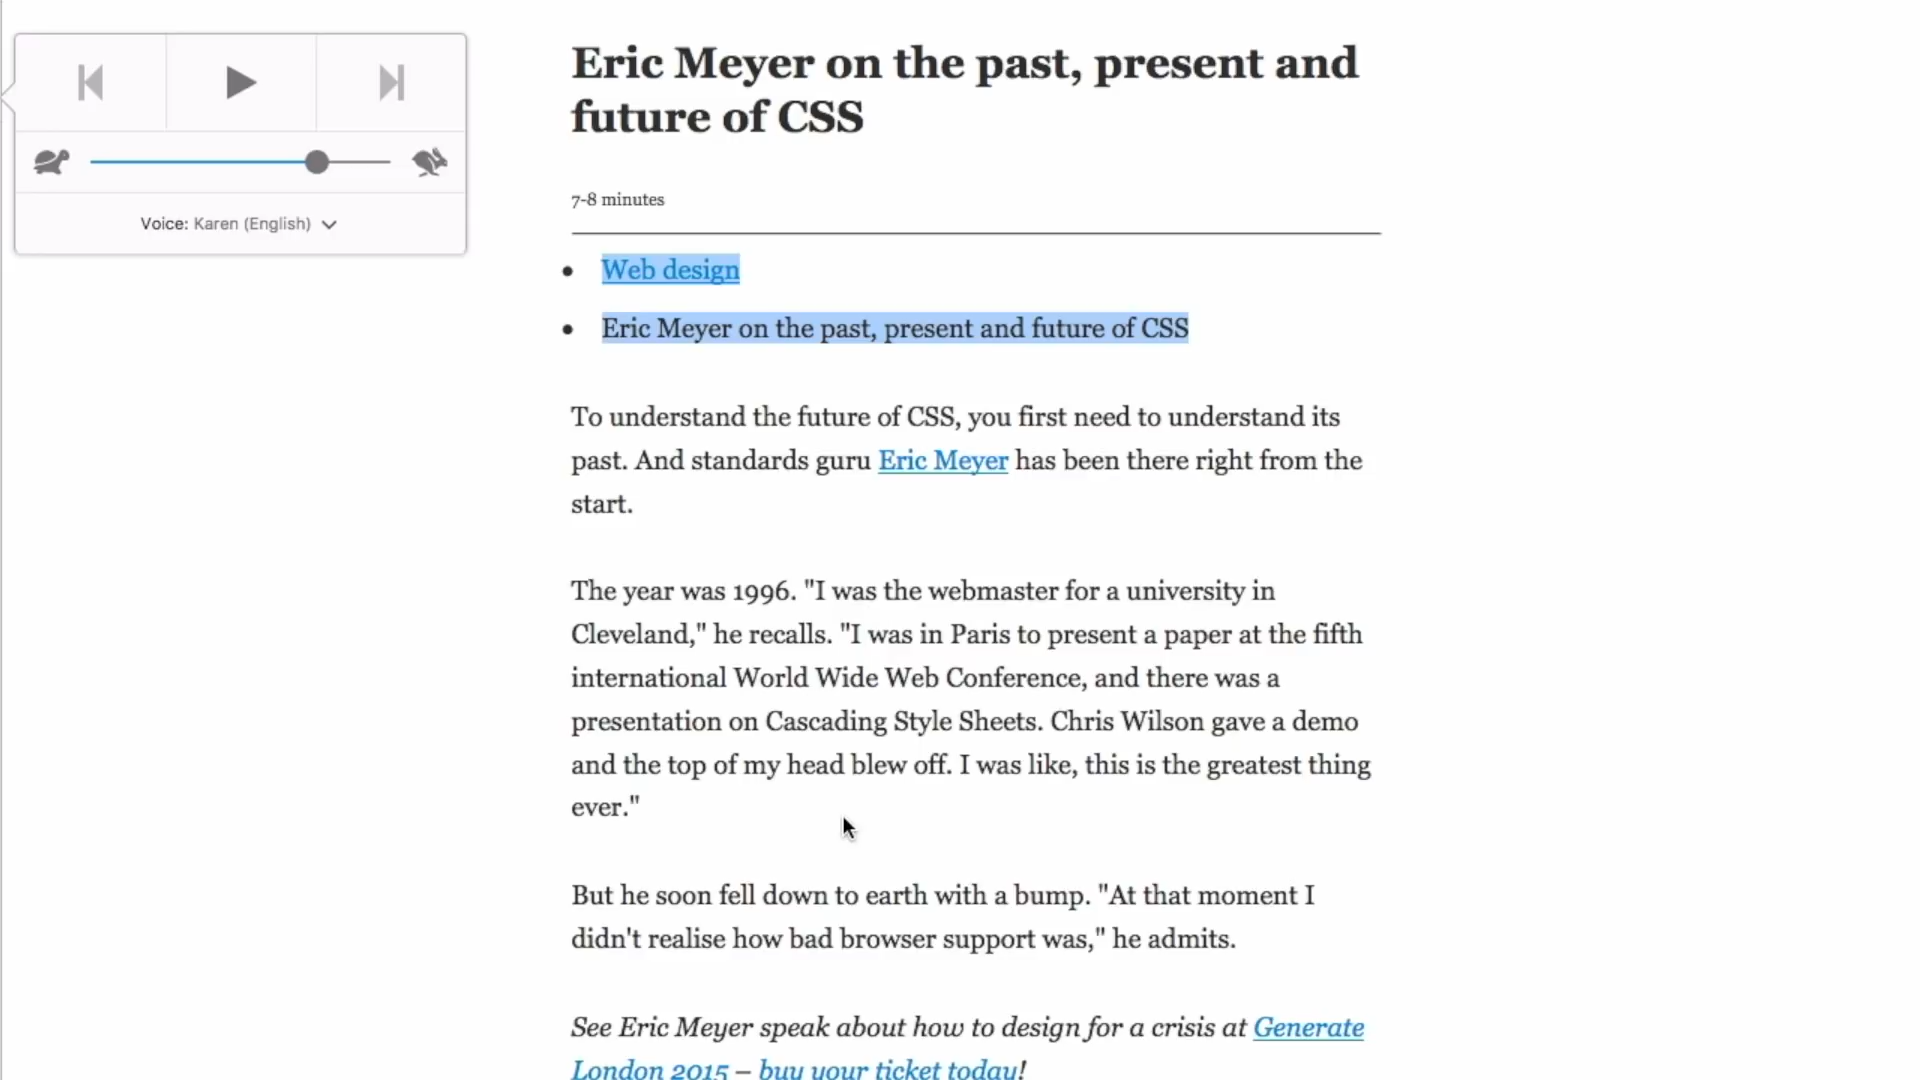 Voice: Karen (English)
Eric Meyer on the past, present and
future of CSS
7-8 minutes
Web design
Eric Meyer on the past, present and future of CSS
To understand the future of CSS, you first need to understand its
past. And standards guru Eric Meyer has been there right from the
start.
The year was 1996. "I was the webmaster for a university in
Cleveland," he recalls. "I was in Paris to present a paper at the fifth
international World Wide Web Conference, and there was a
presentation on Cascading Style Sheets. Chris Wilson gave a demo
and the top of my head blew off. I was like, this is the greatest thing
ever."
But he soon fell down to earth with a bump. "At that moment I
didn't realise how bad browser support was," he admits.
See Eric Meyer speak about how to design for a crisis at Generate
London 2015 – buy your ticket today!